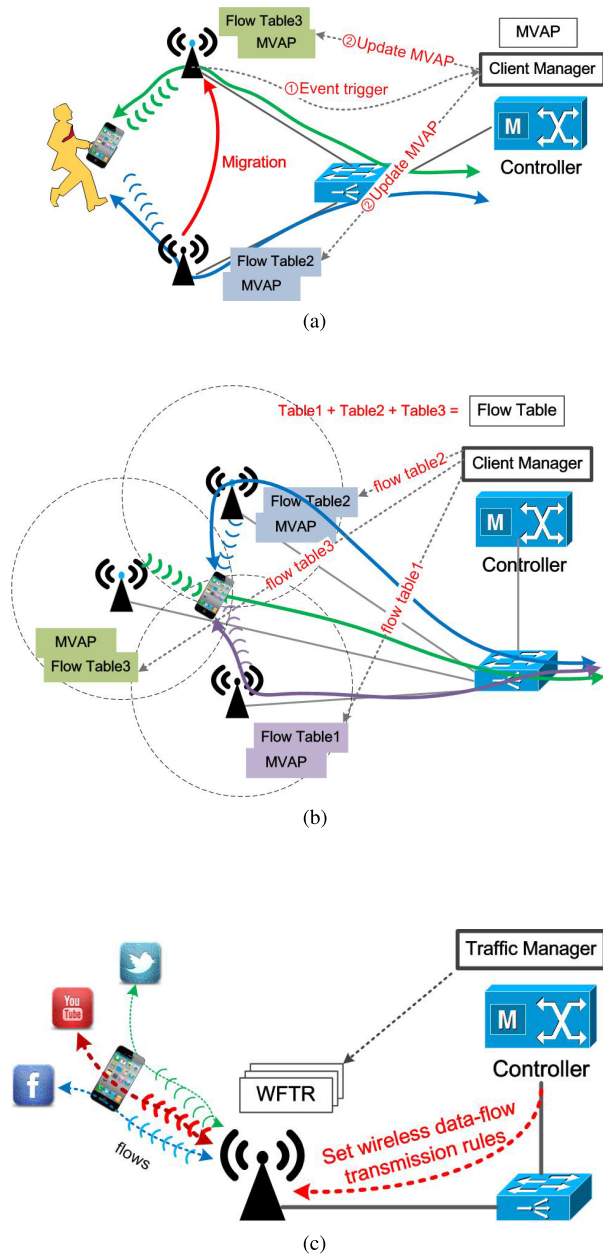 Flow Table3
MVAP
②Update MVAP
MVAP
Client Manager
①Event trigger
M
Controller
Migration
②Update MVAP
Flow Table2
MVAP
(a)
Table1 + Table2 + Table3 =
Flow Table
flow table2
Client Manager
Flow Table2
MVAP
M
Controller
flow table3
flow table1
MVAP
Flow Table3
Flow Table1
MVAP
(b)
Traffic Manager
You
Tube
M
Controller
WFTR
f
flows
Set wireless data-flow
transmission rules
(c)